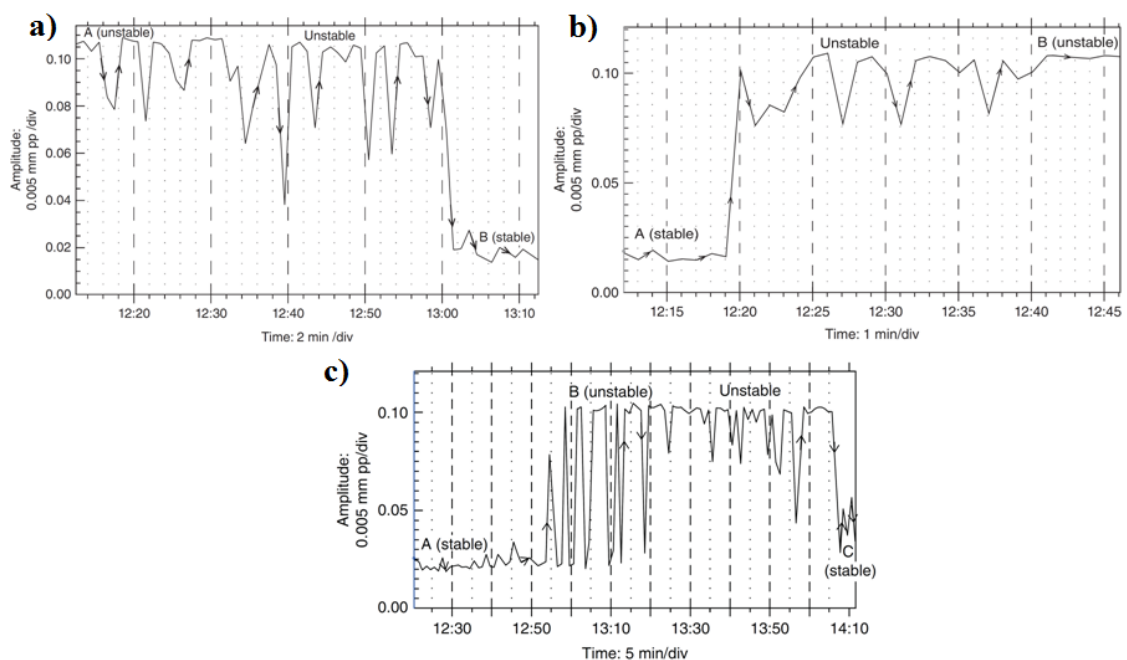 a)
A (unstable)
Unstable
0.10
0.08
0.06
0.04
0.02
0.00
B (stable)
Amplitude:
0.005 mm pp /div
12:20
12:30
12:40
12:50
13:00
13:10
Time: 2 min /div
b)
Unstable
B (unstable)
0.10
0.05
0.00
A (stable)
Amplitude:
0.005 mm pp/div
12:15
12:20
12:25
12:30
12:35
12:40
12:45
Time: 1 min/div
c)
B (unstable)
Unstable
0.10
0.05
0.00
A (stable)
C
(stable)
Amplitude:
0.005 mm pp/div
12:30
12:50
13:10
13:30
13:50
14:10
Time: 5 min/div